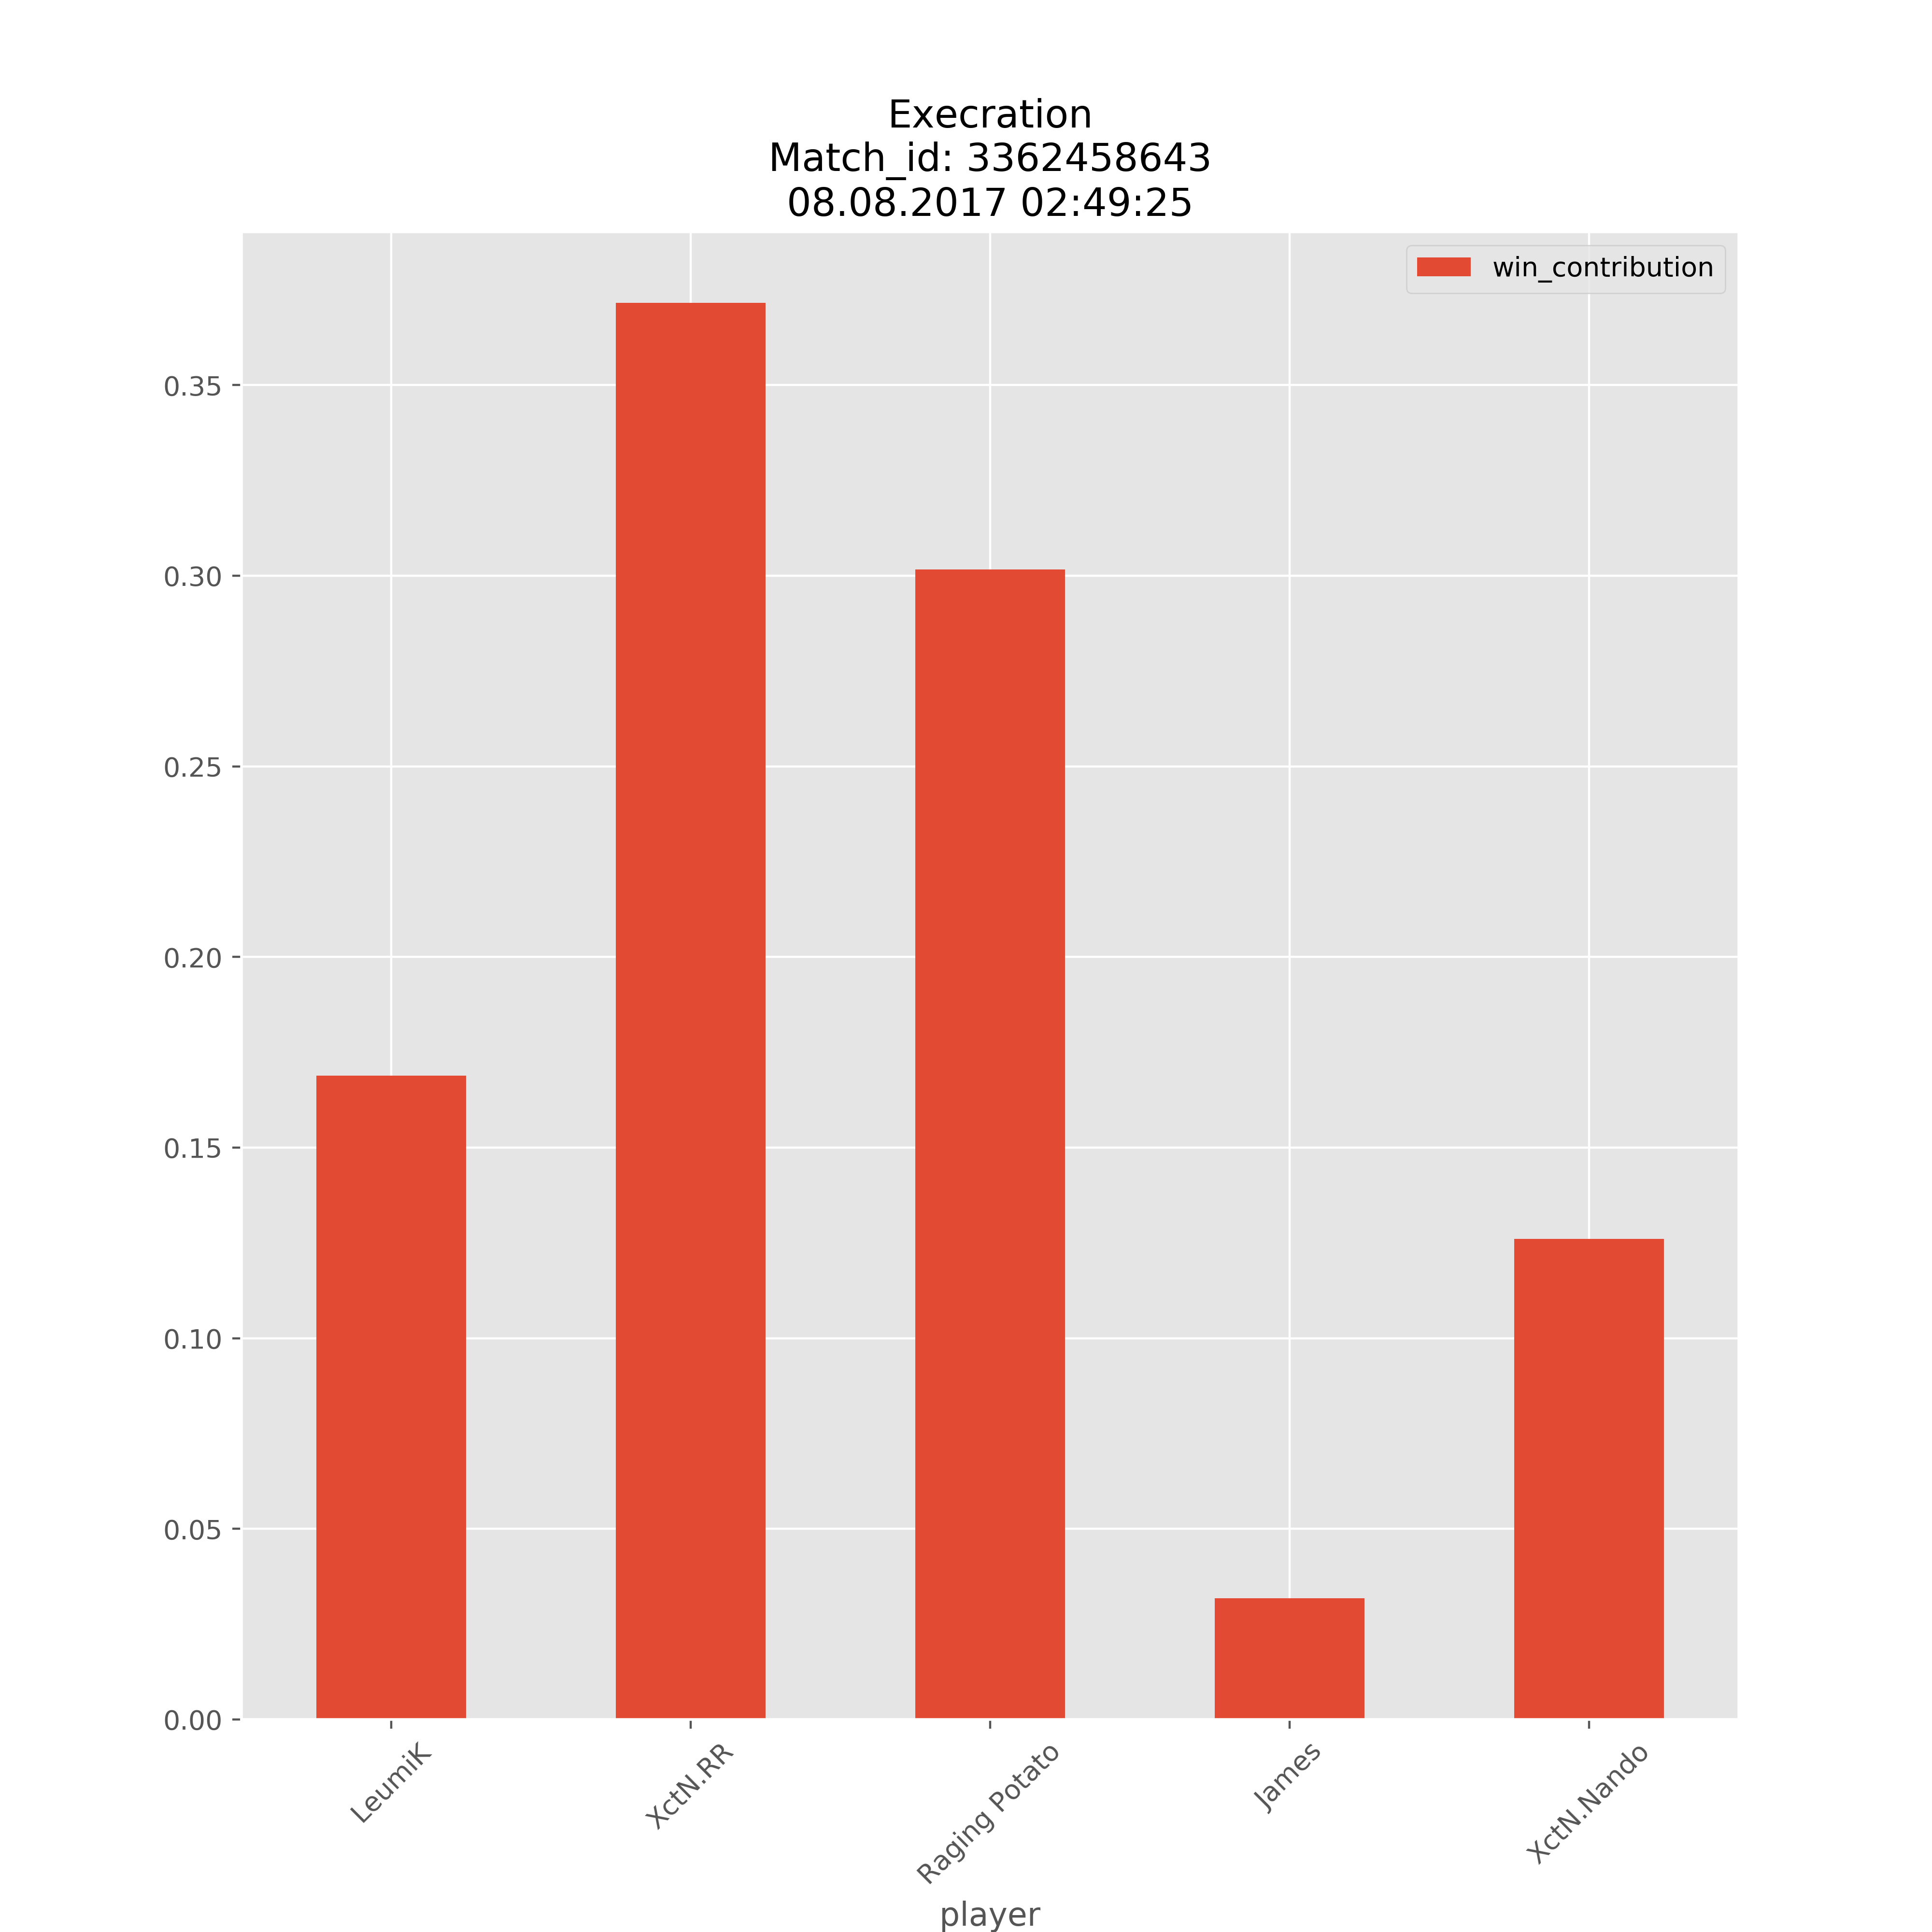 Execration
Match_id: 3362458643
08.08.2017 02:49:25
win_contribution
0.35
0.30
0.25
0.20
0.15
0.10
0.05
0.00
LeumiK
XctN.RR
Raging Potato
James
XctN.Nando
player